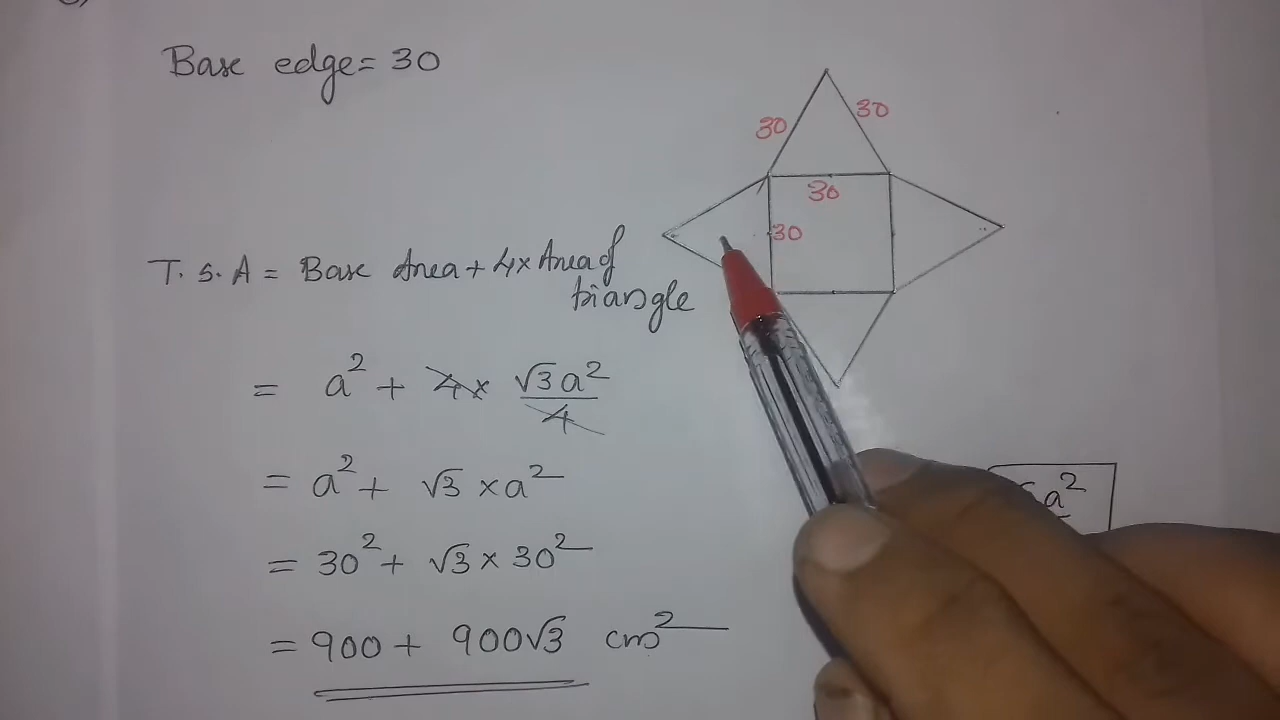 Base edge = 30
30 30
30
30
T. S. A = Base Area + 4 x Area of
triangle
= a² + 4 x √3a²/4
= a² + √3 x a²
= 30² + √3 x 30²
= 900 + 900√3 cm²
a²